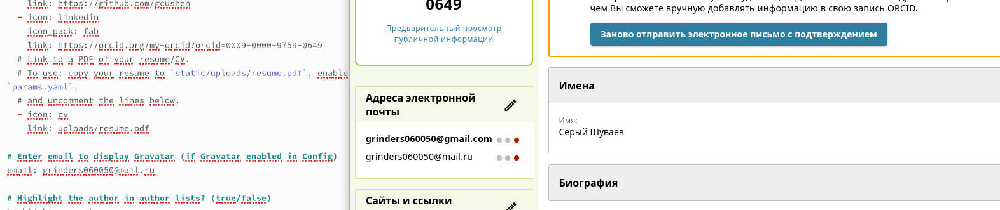 link: https://github.com/gcushen
- icon: linkedin
icon_pack: fab
link: https://orcid.org/my-orcid?orcid=0009-0000-9759-0649
# Link to a PDF of your resume/CV.
# To use: copy your resume to `static/uploads/resume.pdf`, enable
`params.yaml`,
# and uncomment the lines below.
- icon: cv
link: uploads/resume.pdf
# Enter email to display Gravatar (if Gravatar enabled in Config)
email: grinders060050@mail.ru
# Highlight the author in author lists? (true/false)
0649
Предварительный просмотр
публичной информации
Адреса электронной
почты
grinders060050@gmail.com
grinders060050@mail.ru
Сайты и ссылки
чем Вы сможете вручную добавлять информацию в свою запись ORCID.
Заново отправить электронное письмо с подтверждением
Имена
Имя:
Серый Шуваев
Биография